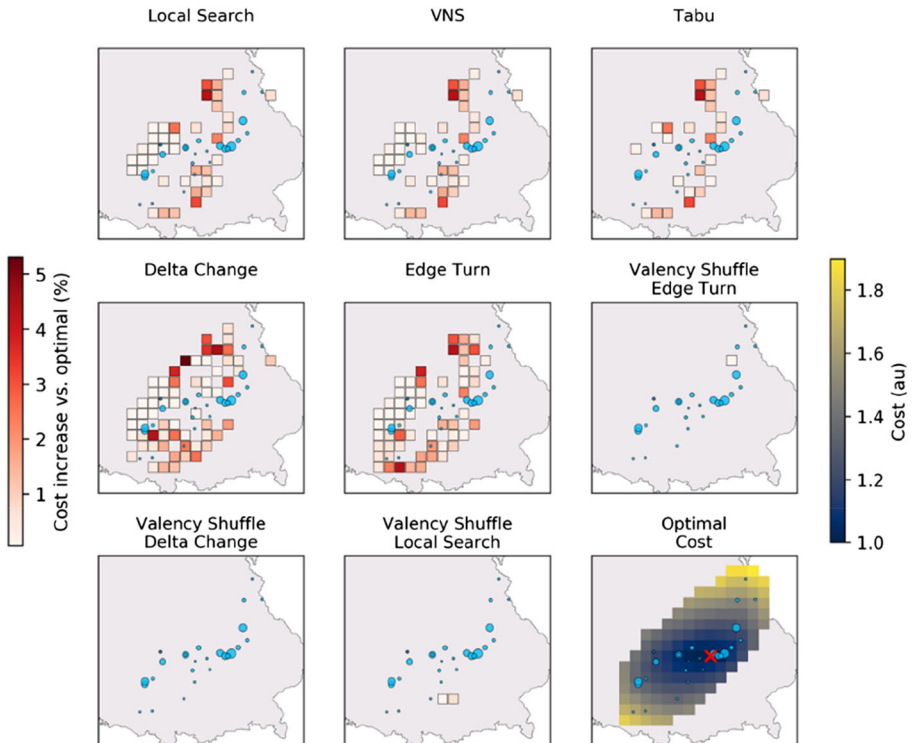 Local Search
VNS
Tabu
Delta Change
Edge Turn
Valency Shuffle
Edge Turn
5
4
3
2
1
Cost increase vs. optimal (%)
1.8
1.6
1.4
1.2
1.0
Cost (au)
Valency Shuffle
Delta Change
Valency Shuffle
Local Search
Optimal
Cost